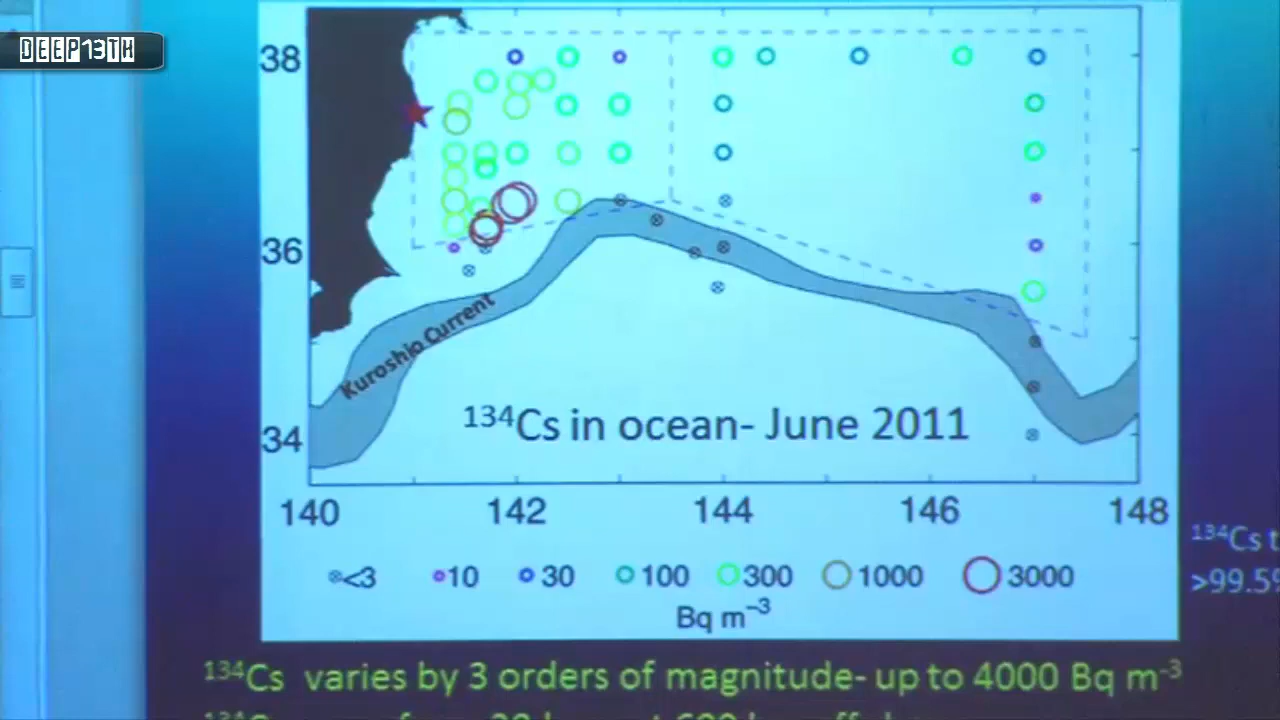 DEEP13TH
38
36
34
Kuroshio Current
¹³⁴Cs in ocean- June 2011
140 142 144 146 148
<3 10 30 100 300 1000 3000
Bq m⁻³
¹³⁴Cs
>99.5%
¹³⁴Cs varies by 3 orders of magnitude- up to 4000 Bq m⁻³